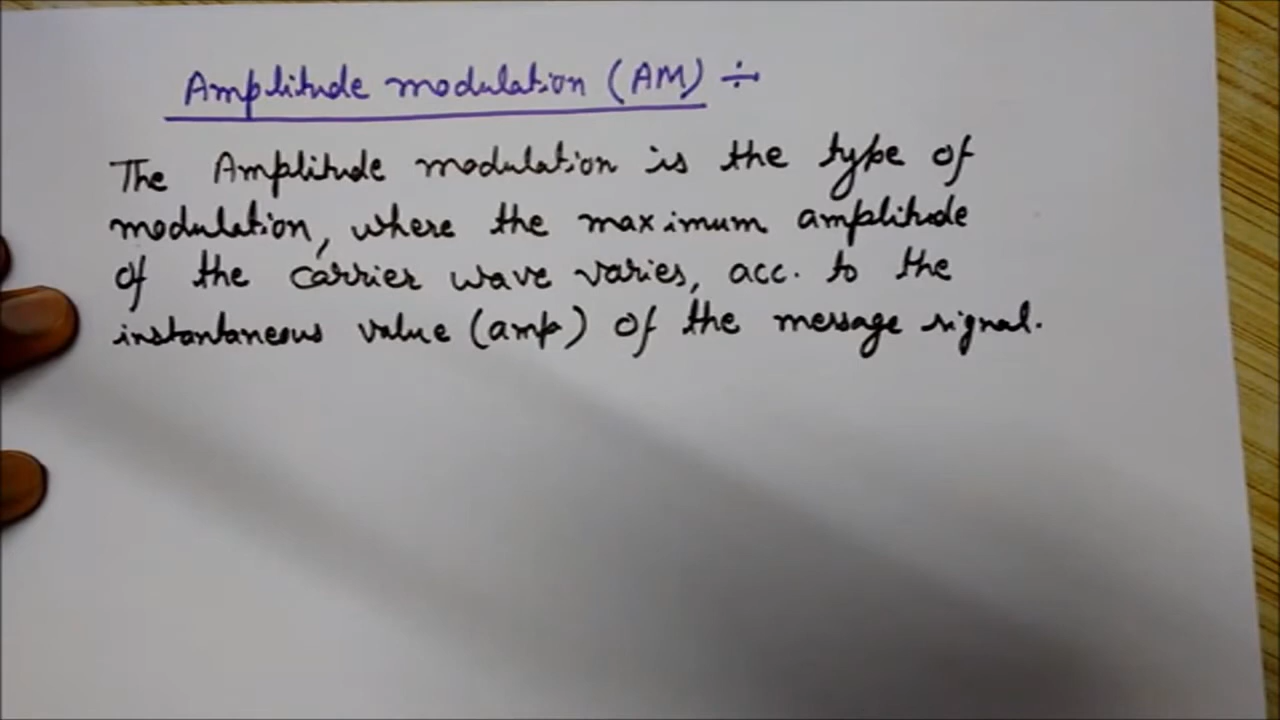 Amplitude modulation (AM) ÷
The Amplitude modulation is the type of
modulation, where the maximum amplitude
of the carrier wave varies, acc. to the
instantaneous value (amp) of the message signal.